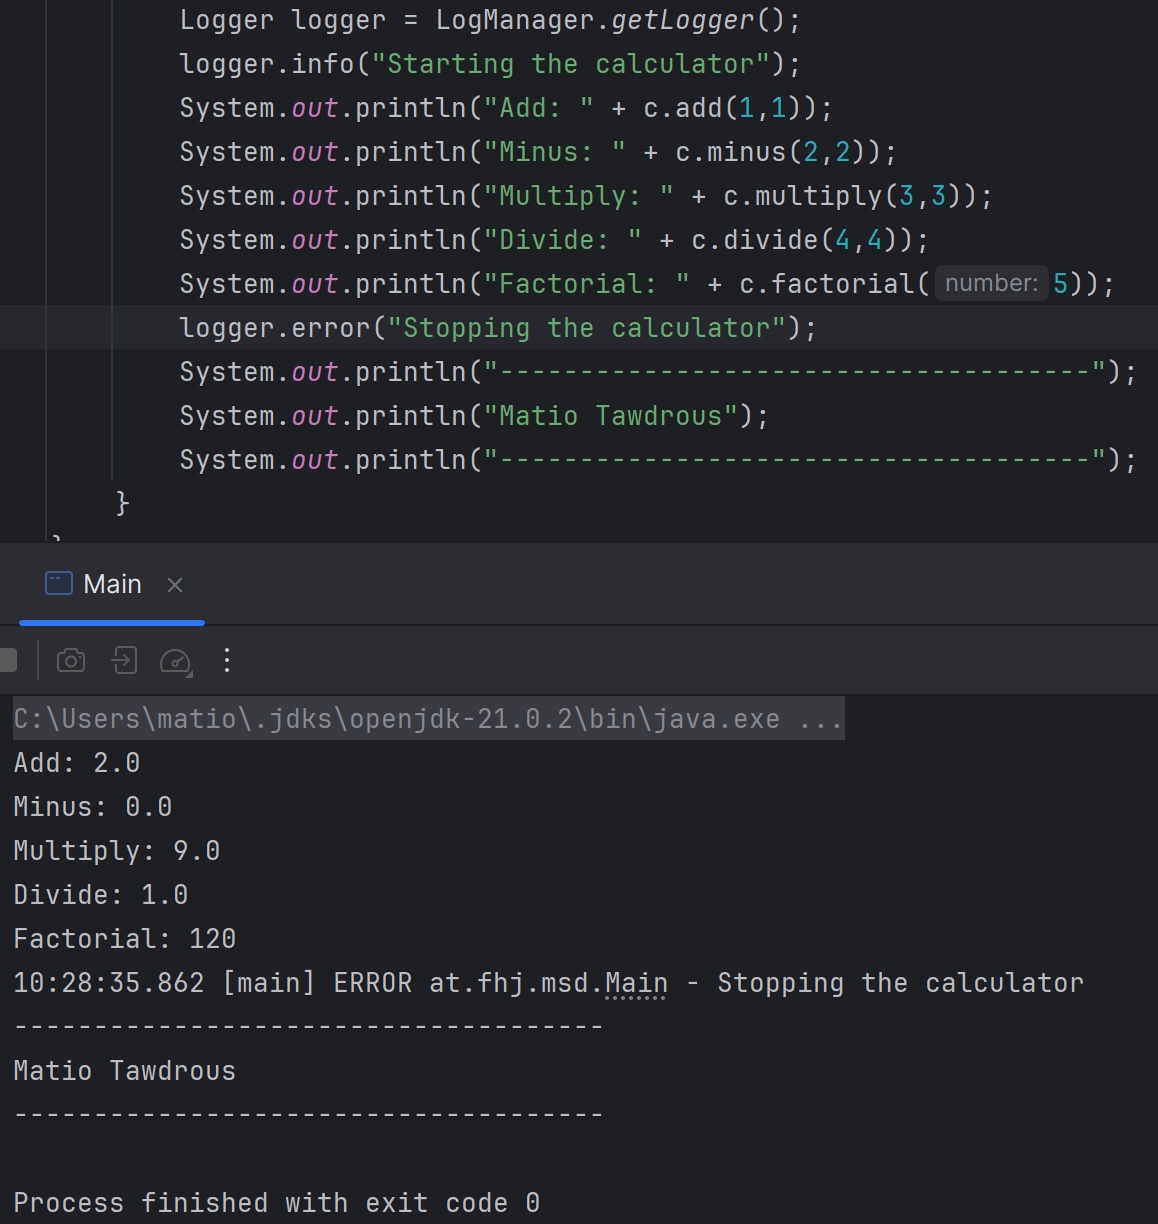 Logger logger = LogManager.getLogger();
logger.info("Starting the calculator");
System.out.println("Add: " + c.add(1,1));
System.out.println("Minus: " + c.minus(2,2));
System.out.println("Multiply: " + c.multiply(3,3));
System.out.println("Divide: " + c.divide(4,4));
System.out.println("Factorial: " + c.factorial( number: 5));
logger.error("Stopping the calculator");
System.out.println("-------------------------------------");
System.out.println("Matio Tawdrous");
System.out.println("-------------------------------------");
}
}
Main
C:\Users\matio\.jdks\openjdk-21.0.2\bin\java.exe ...
Add: 2.0
Minus: 0.0
Multiply: 9.0
Divide: 1.0
Factorial: 120
10:28:35.862 [main] ERROR at.fhj.msd.Main - Stopping the calculator
-------------------------------------
Matio Tawdrous
-------------------------------------
Process finished with exit code 0